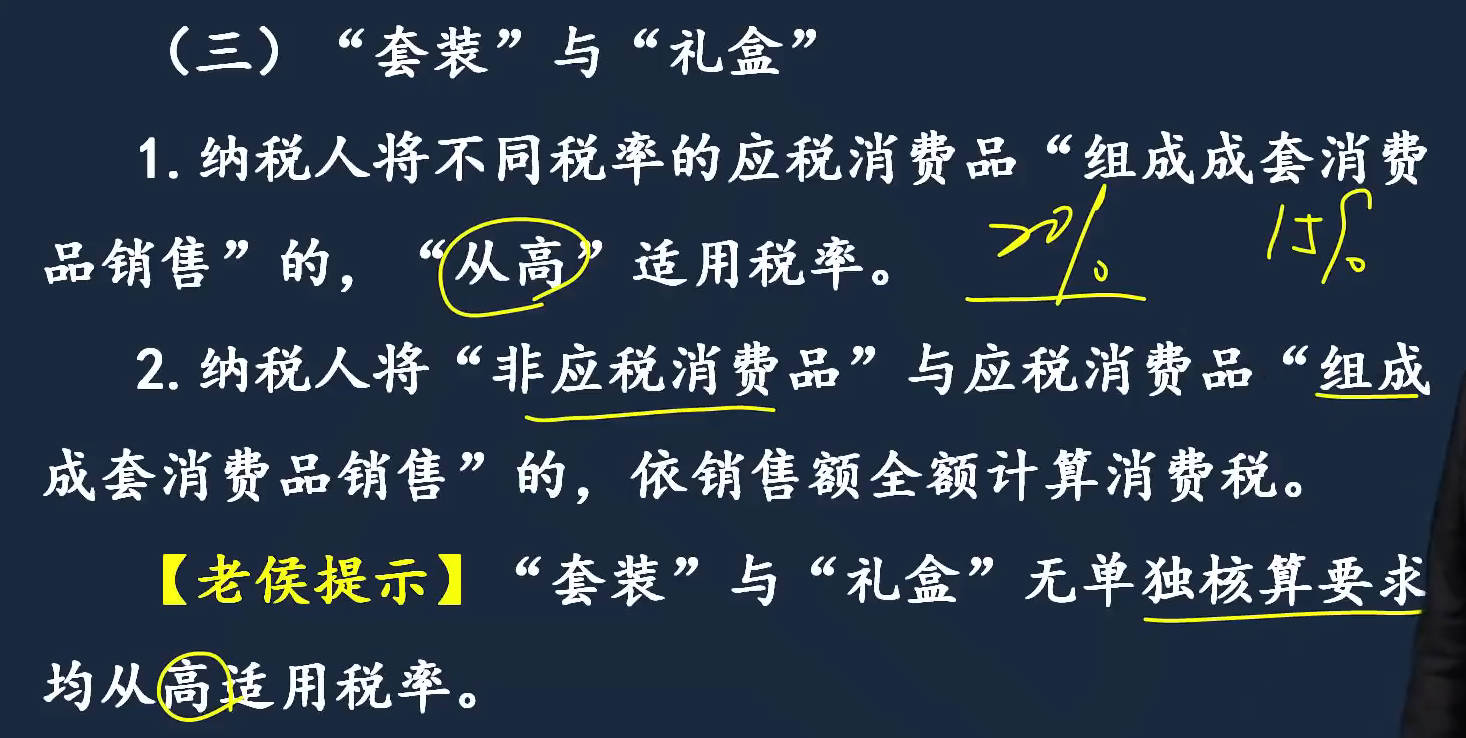 （三）“套装”与“礼盒”
1.纳税人将不同税率的应税消费品“组成成套消费
品销售”的，“从高”适用税率。 20% 15%
2.纳税人将“非应税消费品”与应税消费品“组成
成套消费品销售”的，依销售额全额计算消费税。
【老侯提示】“套装”与“礼盒”无单独核算要求
均从高适用税率。